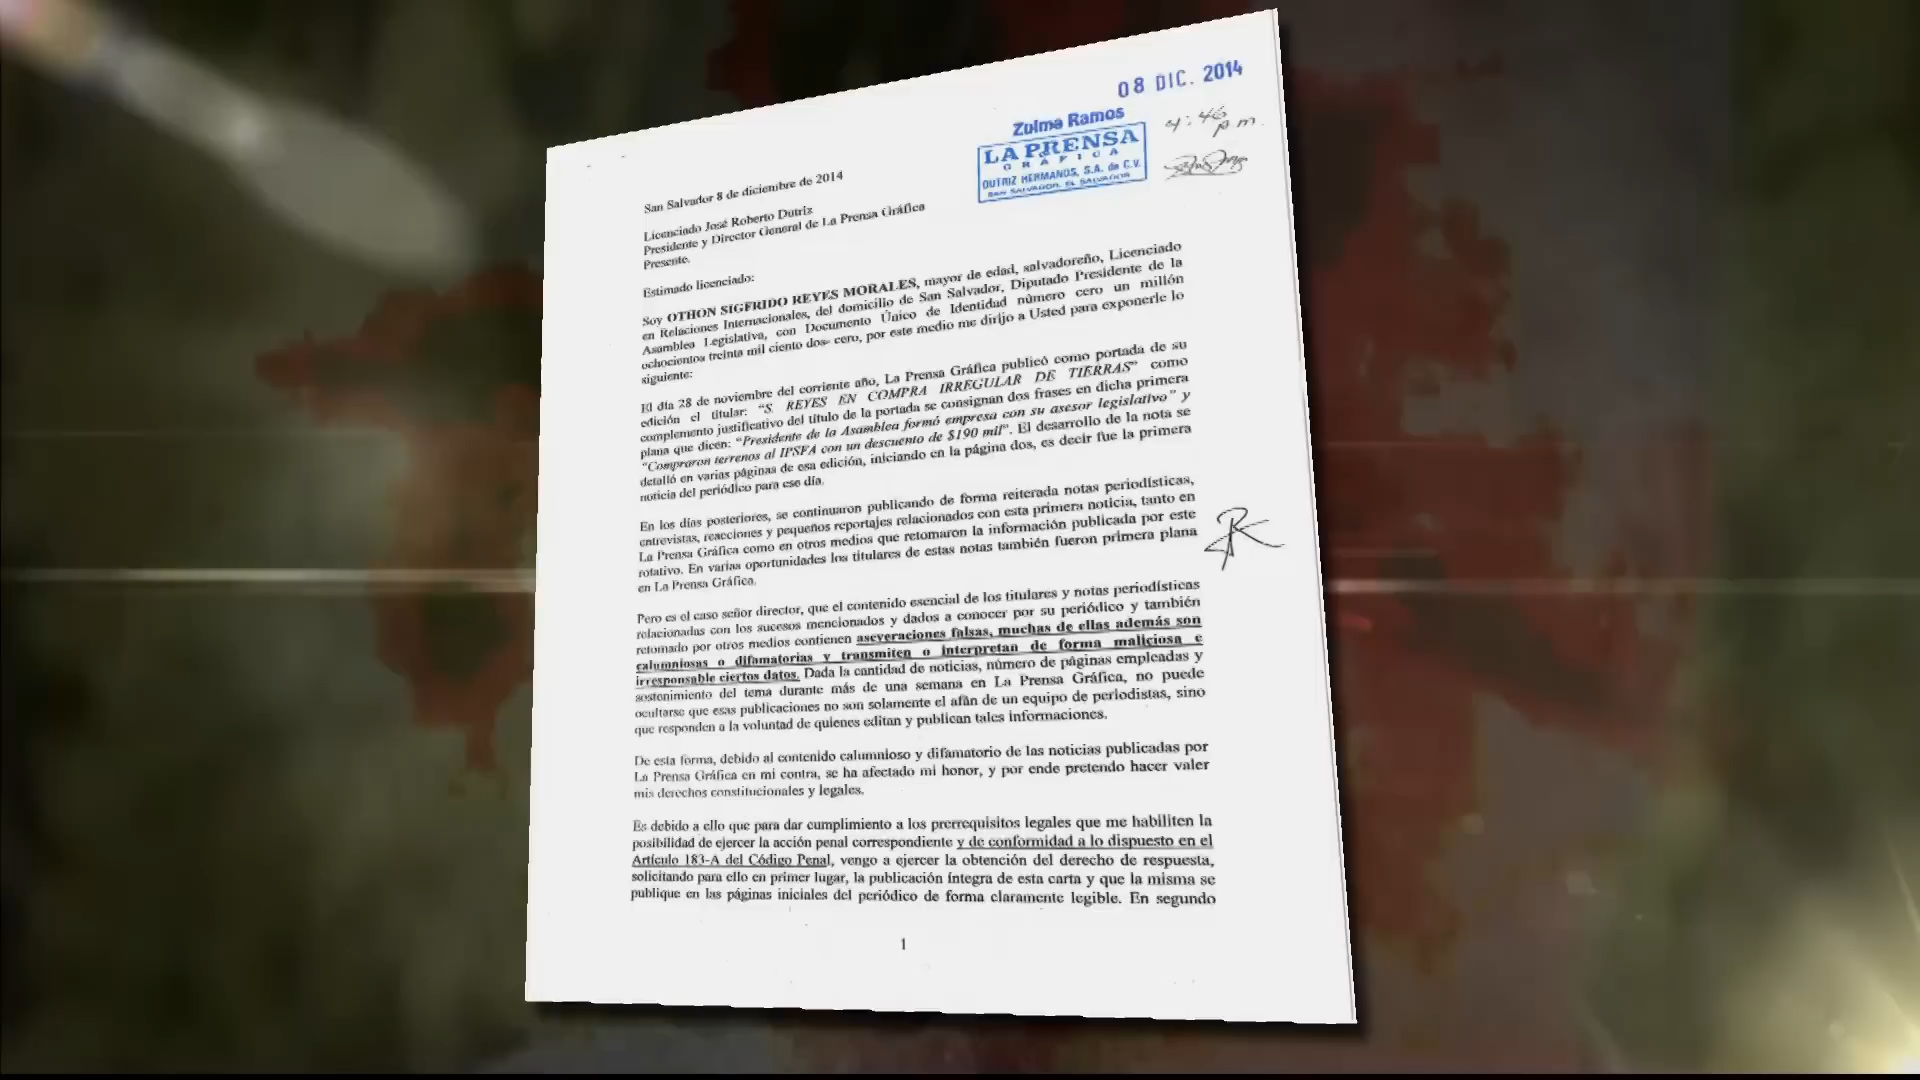 08 DIC. 2014
Zulma Ramos
LA PRENSA
GRÁFICA
DUTRIZ HERMANOS, S.A. de C.V.
SAN SALVADOR, EL SALVADOR
4:46
p m.
San Salvador 8 de diciembre de 2014
Licenciado José Roberto Dutriz
Presidente y Director General de La Prensa Gráfica
Presente.
Estimado licenciado:
Soy OTHON SIGFRIDO REYES MORALES, mayor de edad, salvadoreño, Licenciado
en Relaciones Internacionales, del domicilio de San Salvador, Diputado Presidente de la
Asamblea Legislativa, con Documento Único de Identidad número cero un millón
ochocientos treinta mil ciento dos- cero, por este medio me dirijo a Usted para exponerle lo
siguiente:
El día 28 de noviembre del corriente año, La Prensa Gráfica publicó como portada de su
edición el titular: “S. REYES EN COMPRA IRREGULAR DE TIERRAS” como
complemento justificativo del título de la portada se consignan dos frases en dicha primera
plana que dicen: “Presidente de la Asamblea formó empresa con su asesor legislativo” y
“Compraron terrenos al IPSFA con un descuento de $190 mil”. El desarrollo de la nota se
detalló en varias páginas de esa edición, iniciando en la página dos, es decir fue la primera
noticia del periódico para ese día.
En los días posteriores, se continuaron publicando de forma reiterada notas periodísticas,
entrevistas, reacciones y pequeños reportajes relacionados con esta primera noticia, tanto en
La Prensa Gráfica como en otros medios que retomaron la información publicada por este
rotativo. En varias oportunidades los titulares de estas notas también fueron primera plana
en La Prensa Gráfica.
Pero es el caso señor director, que el contenido esencial de los titulares y notas periodísticas
relacionadas con los sucesos mencionados y dados a conocer por su periódico y también
retomado por otros medios contienen aseveraciones falsas, muchas de ellas además son
calumniosas o difamatorias y transmiten o interpretan de forma maliciosa e
irresponsable ciertos datos. Dada la cantidad de noticias, número de páginas empleadas y
sostenimiento del tema durante más de una semana en La Prensa Gráfica, no puede
ocultarse que esas publicaciones no son solamente el afán de un equipo de periodistas, sino
que responden a la voluntad de quienes editan y publican tales informaciones.
De esta forma, debido al contenido calumnioso y difamatorio de las noticias publicadas por
La Prensa Gráfica en mi contra, se ha afectado mi honor, y por ende pretendo hacer valer
mis derechos constitucionales y legales.
Es debido a ello que para dar cumplimiento a los prerrequisitos legales que me habiliten la
posibilidad de ejercer la acción penal correspondiente y de conformidad a lo dispuesto en el
Artículo 183-A del Código Penal, vengo a ejercer la obtención del derecho de respuesta,
solicitando para ello en primer lugar, la publicación íntegra de esta carta y que la misma se
publique en las páginas iniciales del periódico de forma claramente legible. En segundo
1